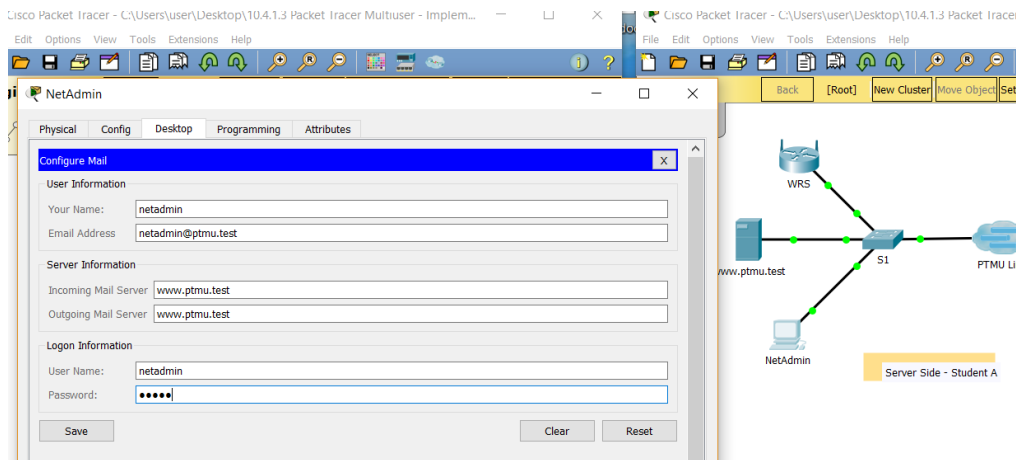 Cisco Packet Tracer - C:\Users\user\Desktop\10.4.1.3 Packet Tracer Multiuser - Implem...
Edit Options View Tools Extensions Help
NetAdmin
Physical Config Desktop Programming Attributes
Configure Mail X
User Information
Your Name: netadmin
Email Address netadmin@ptmu.test
Server Information
Incoming Mail Server www.ptmu.test
Outgoing Mail Server www.ptmu.test
Logon Information
User Name: netadmin
Password: •••••
Save Clear Reset
Cisco Packet Tracer - C:\Users\user\Desktop\10.4.1.3 Packet Tracer
File Edit Options View Tools Extensions Help
Back [Root] New Cluster Move Object Set
WRS
www.ptmu.test
S1
PTMU Li
NetAdmin
Server Side - Student A